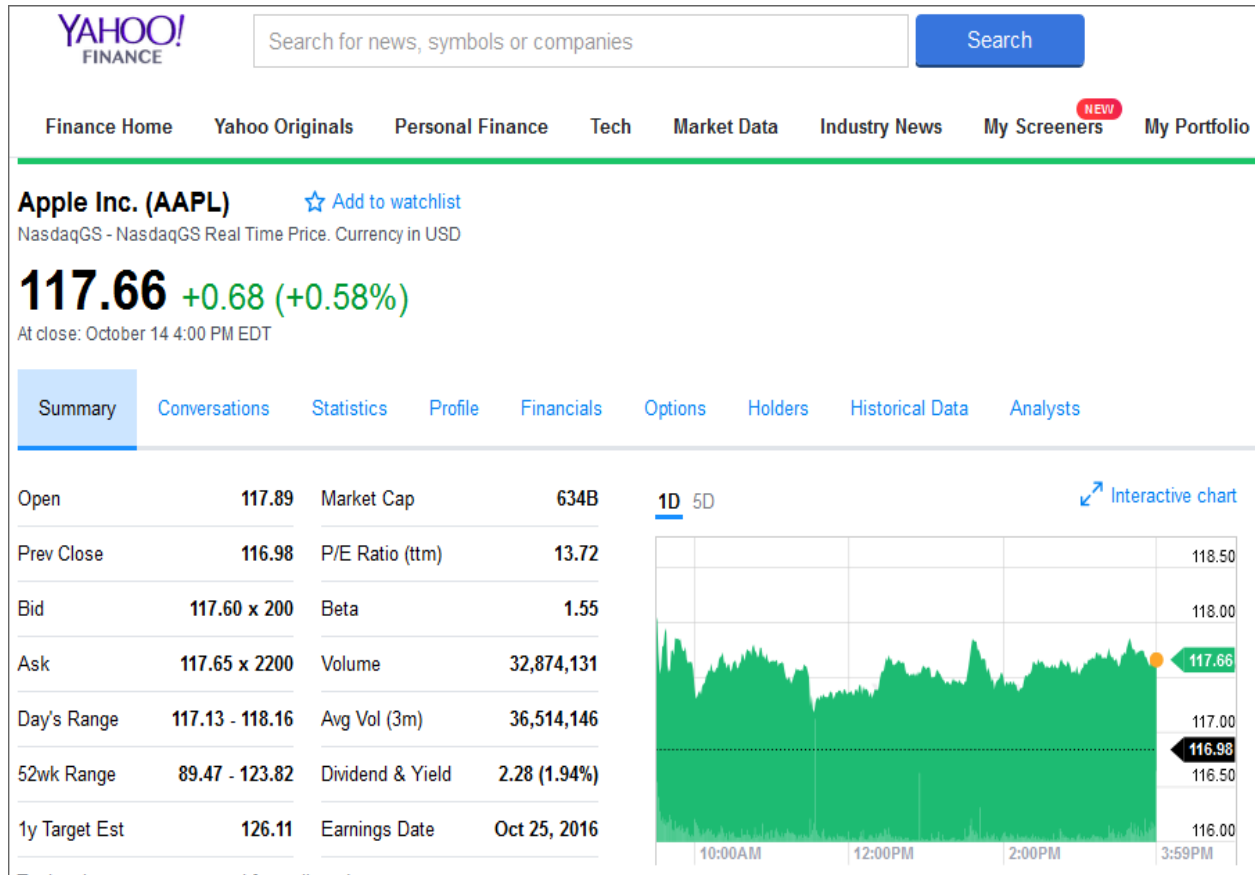 YAHOO!
FINANCE
Search for news, symbols or companies
Search
Finance Home Yahoo Originals Personal Finance Tech Market Data Industry News My Screeners NEW My Portfolio
Apple Inc. (AAPL) Add to watchlist
NasdaqGS - NasdaqGS Real Time Price. Currency in USD
117.66 +0.68 (+0.58%)
At close: October 14 4:00 PM EDT
Summary Conversations Statistics Profile Financials Options Holders Historical Data Analysts
Open 117.89
Prev Close 116.98
Bid 117.60 x 200
Ask 117.65 x 2200
Day's Range 117.13 - 118.16
52wk Range 89.47 - 123.82
1y Target Est 126.11
Market Cap 634B
P/E Ratio (ttm) 13.72
Beta 1.55
Volume 32,874,131
Avg Vol (3m) 36,514,146
Dividend & Yield 2.28 (1.94%)
Earnings Date Oct 25, 2016
1D 5D Interactive chart
118.50
118.00
117.66
117.00
116.98
116.50
116.00
10:00AM 12:00PM 2:00PM 3:59PM